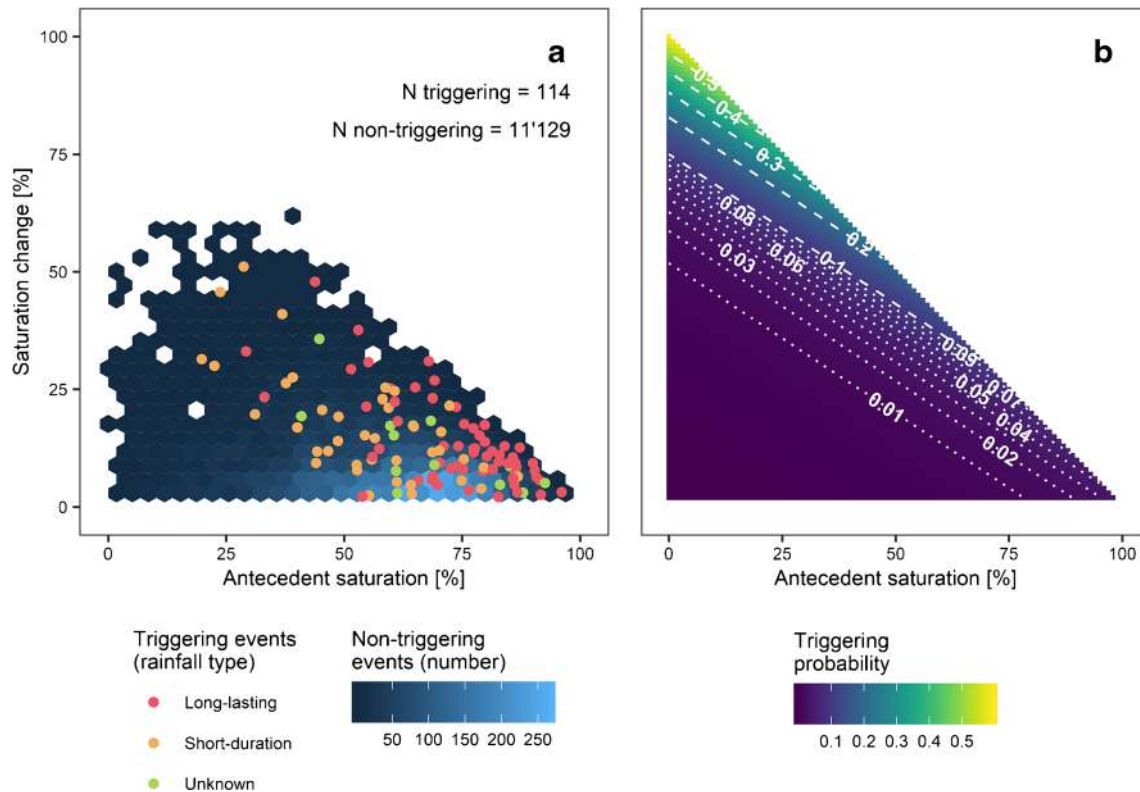 a
N triggering = 114
N non-triggering = 11'129
100
75
50
25
0
Saturation change [%]
0 25 50 75 100
Antecedent saturation [%]
b
0.5
0.4
0.3
0.2
0.1
0.08
0.06
0.03
0.09
0.07
0.05
0.04
0.02
0.01
0 25 50 75 100
Antecedent saturation [%]
Triggering events
(rainfall type)
Long-lasting
Short-duration
Unknown
Non-triggering
events (number)
50 100 150 200 250
Triggering
probability
0.1 0.2 0.3 0.4 0.5